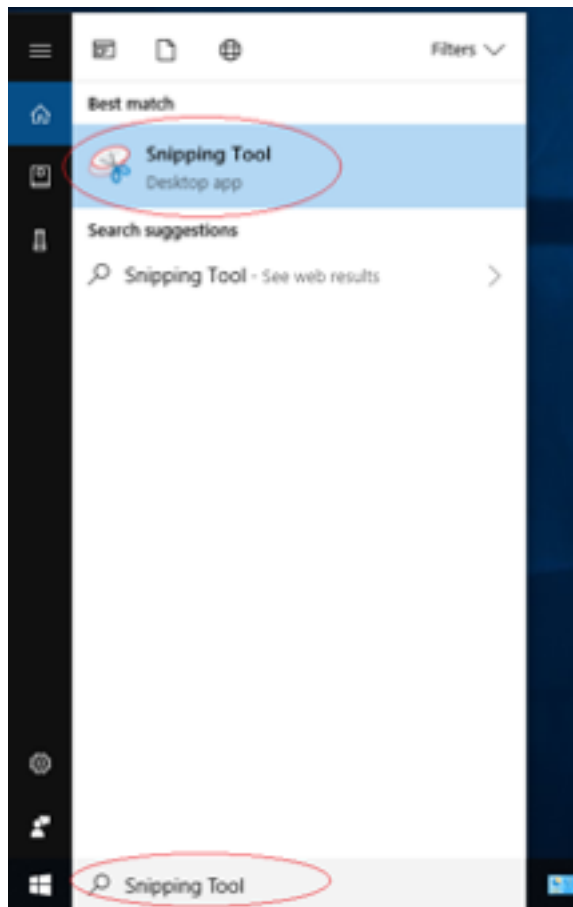 Filters
Best match
Snipping Tool
Desktop app
Search suggestions
Snipping Tool - See web results
Snipping Tool